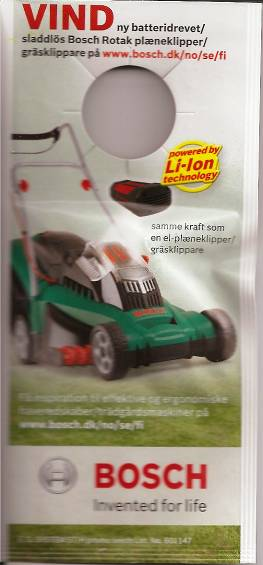 VIND ny batteridrevet/
sladdlös Bosch Rotak plæneklipper/
gräsklippare på www.bosch.dk/no/se/fi
powered by
Li-Ion
technology
samme kraft som
en el-plæneklipper/
gräsklippare
Få inspiration til effektive og ergonomiske
haveredskaber/trädgårdsmaskiner på
www.bosch.dk/no/se/fi
BOSCH
Invented for life